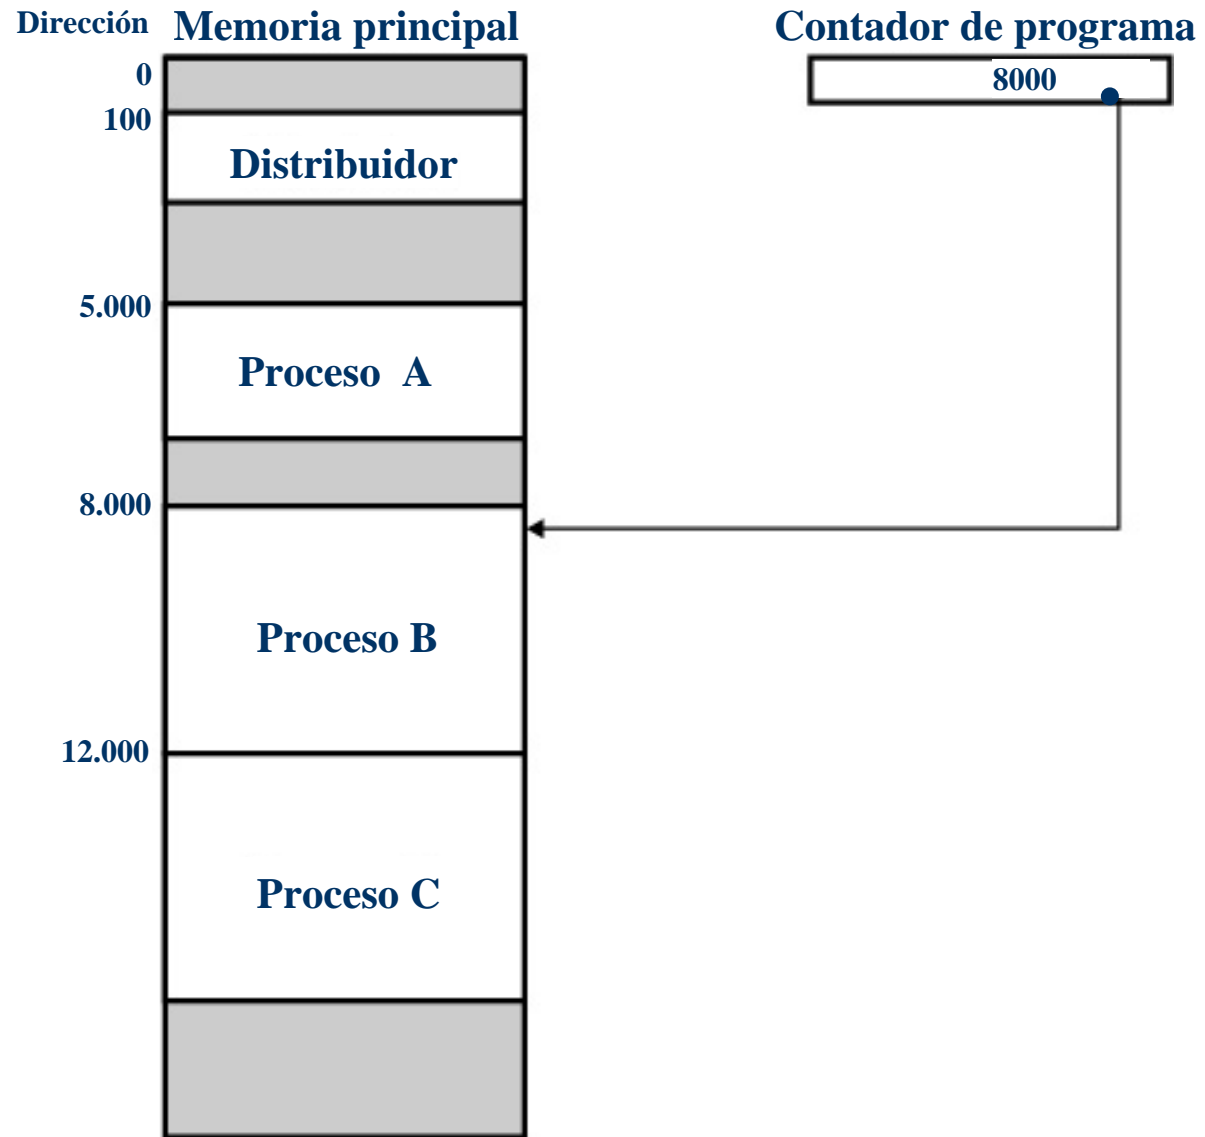 Dirección
Memoria principal
Contador de programa
0
8000
100
Distribuidor
5.000
Proceso A
8.000
Proceso B
12.000
Proceso C